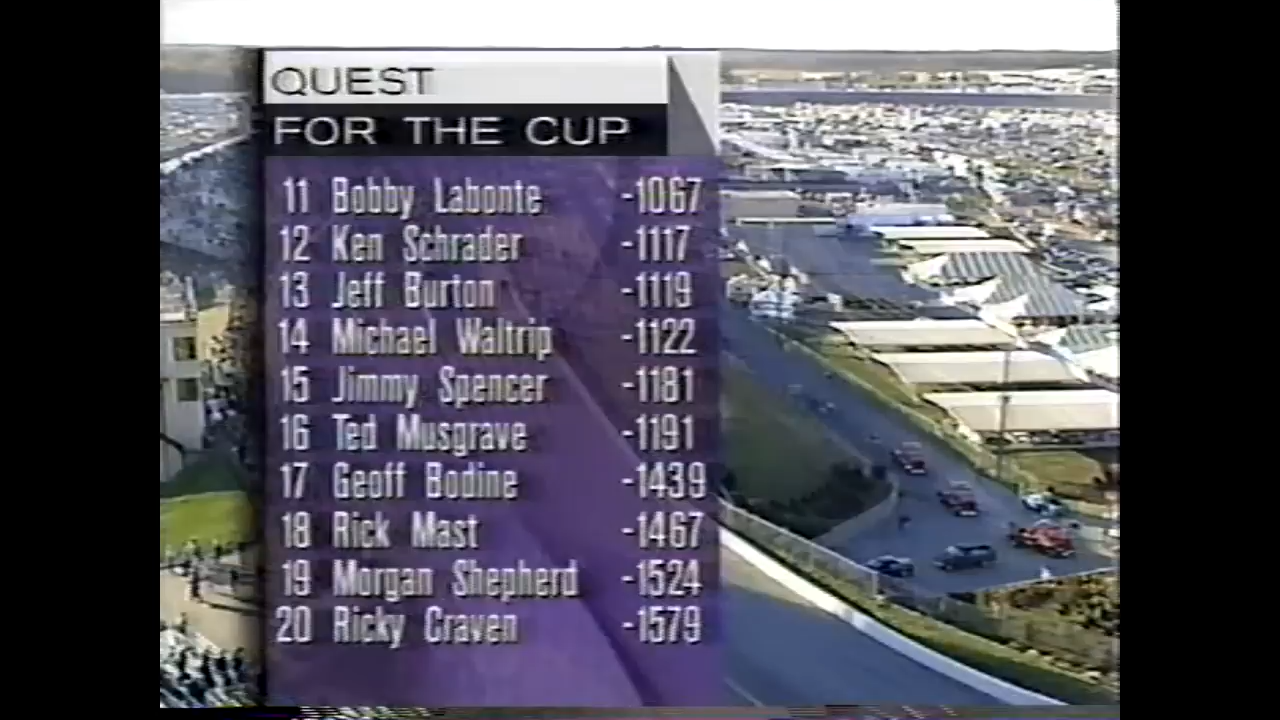 QUEST
FOR THE CUP
11 Bobby Labonte -1067
12 Ken Schrader -1117
13 Jeff Burton -1119
14 Michael Waltrip -1122
15 Jimmy Spencer -1181
16 Ted Musgrave -1191
17 Geoff Bodine -1439
18 Rick Mast -1467
19 Morgan Shepherd -1524
20 Ricky Craven -1579